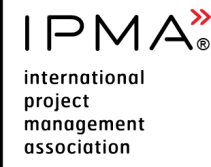 IPMA®
international
project
management
association